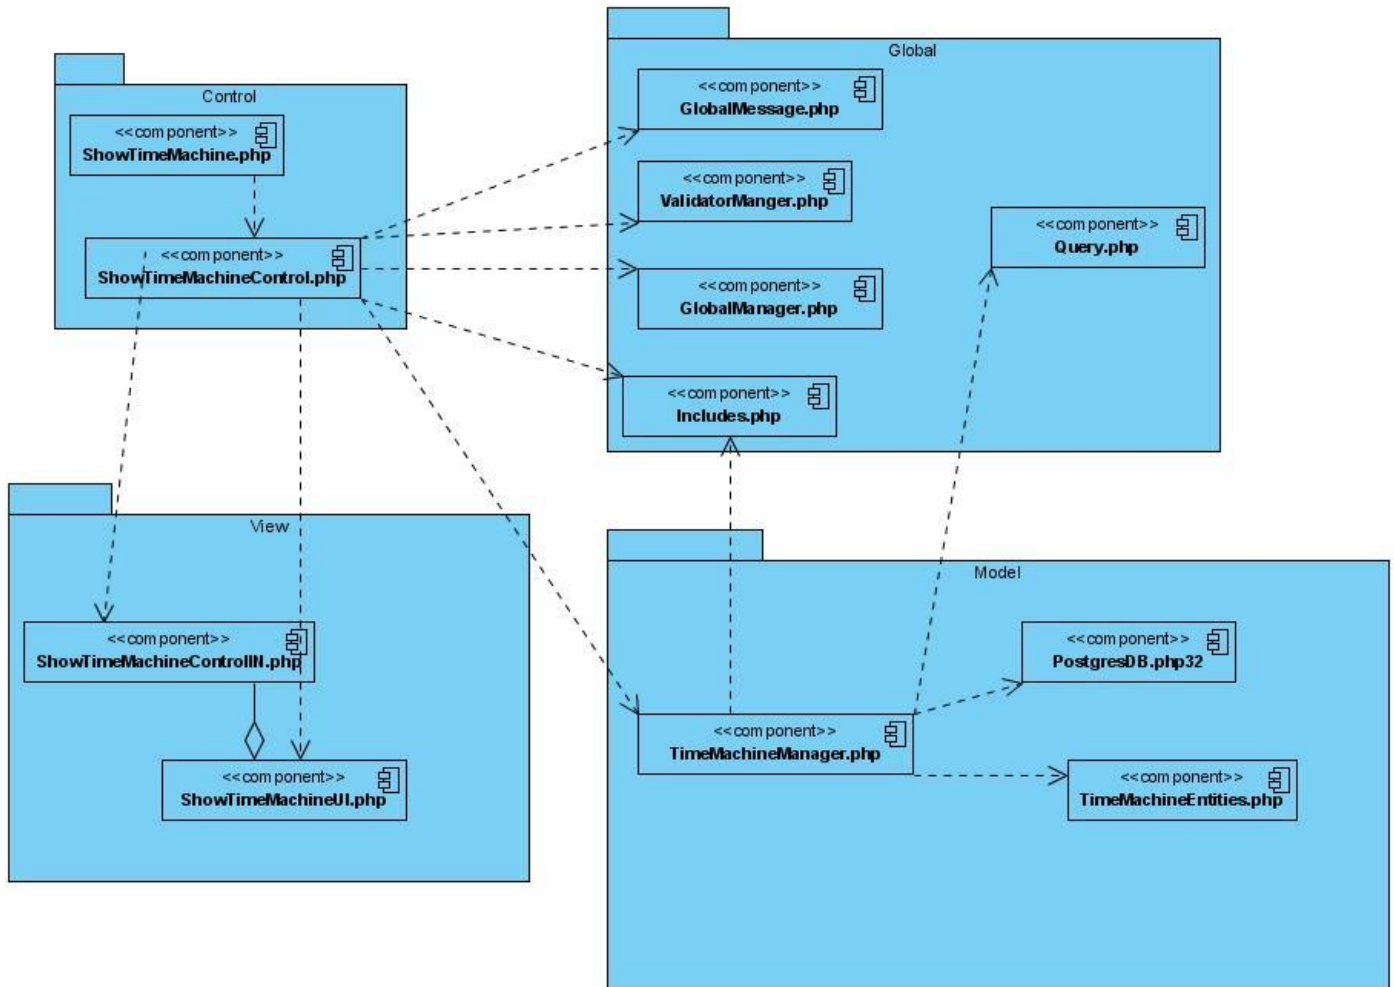 Control
<<component>>
ShowTimeMachine.php
<<component>>
ShowTimeMachineControl.php
Global
<<component>>
GlobalMessage.php
<<component>>
ValidatorManger.php
<<component>>
Query.php
<<component>>
GlobalManager.php
<<component>>
Includes.php
View
<<component>>
ShowTimeMachineControlIN.php
<<component>>
ShowTimeMachineUI.php
Model
<<component>>
PostgresDB.php32
<<component>>
TimeMachineManager.php
<<component>>
TimeMachineEntities.php